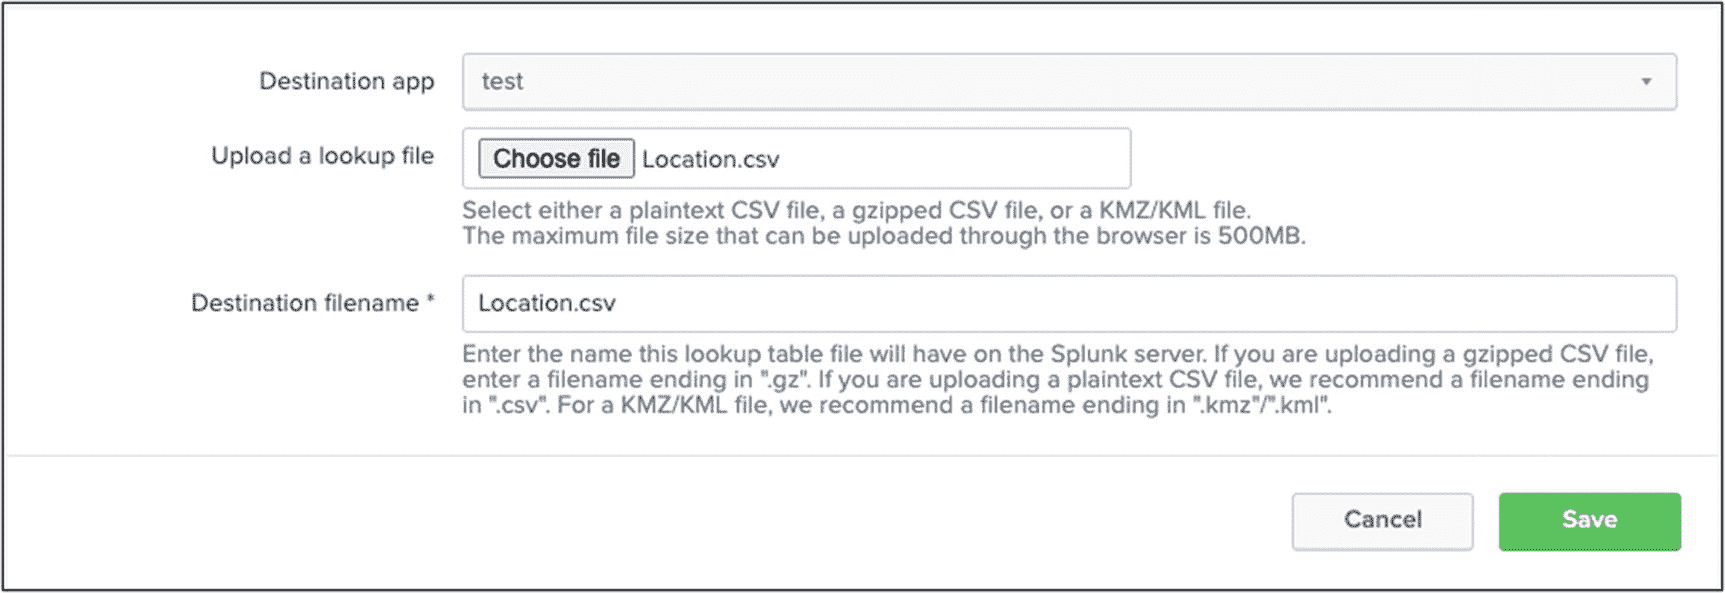 Destination app
test
Upload a lookup file
Choose file Location.csv
Select either a plaintext CSV file, a gzipped CSV file, or a KMZ/KML file.
The maximum file size that can be uploaded through the browser is 500MB.
Destination filename *
Location.csv
Enter the name this lookup table file will have on the Splunk server. If you are uploading a gzipped CSV file,
enter a filename ending in ".gz". If you are uploading a plaintext CSV file, we recommend a filename ending
in ".csv". For a KMZ/KML file, we recommend a filename ending in ".kmz"/".kml".
Cancel
Save